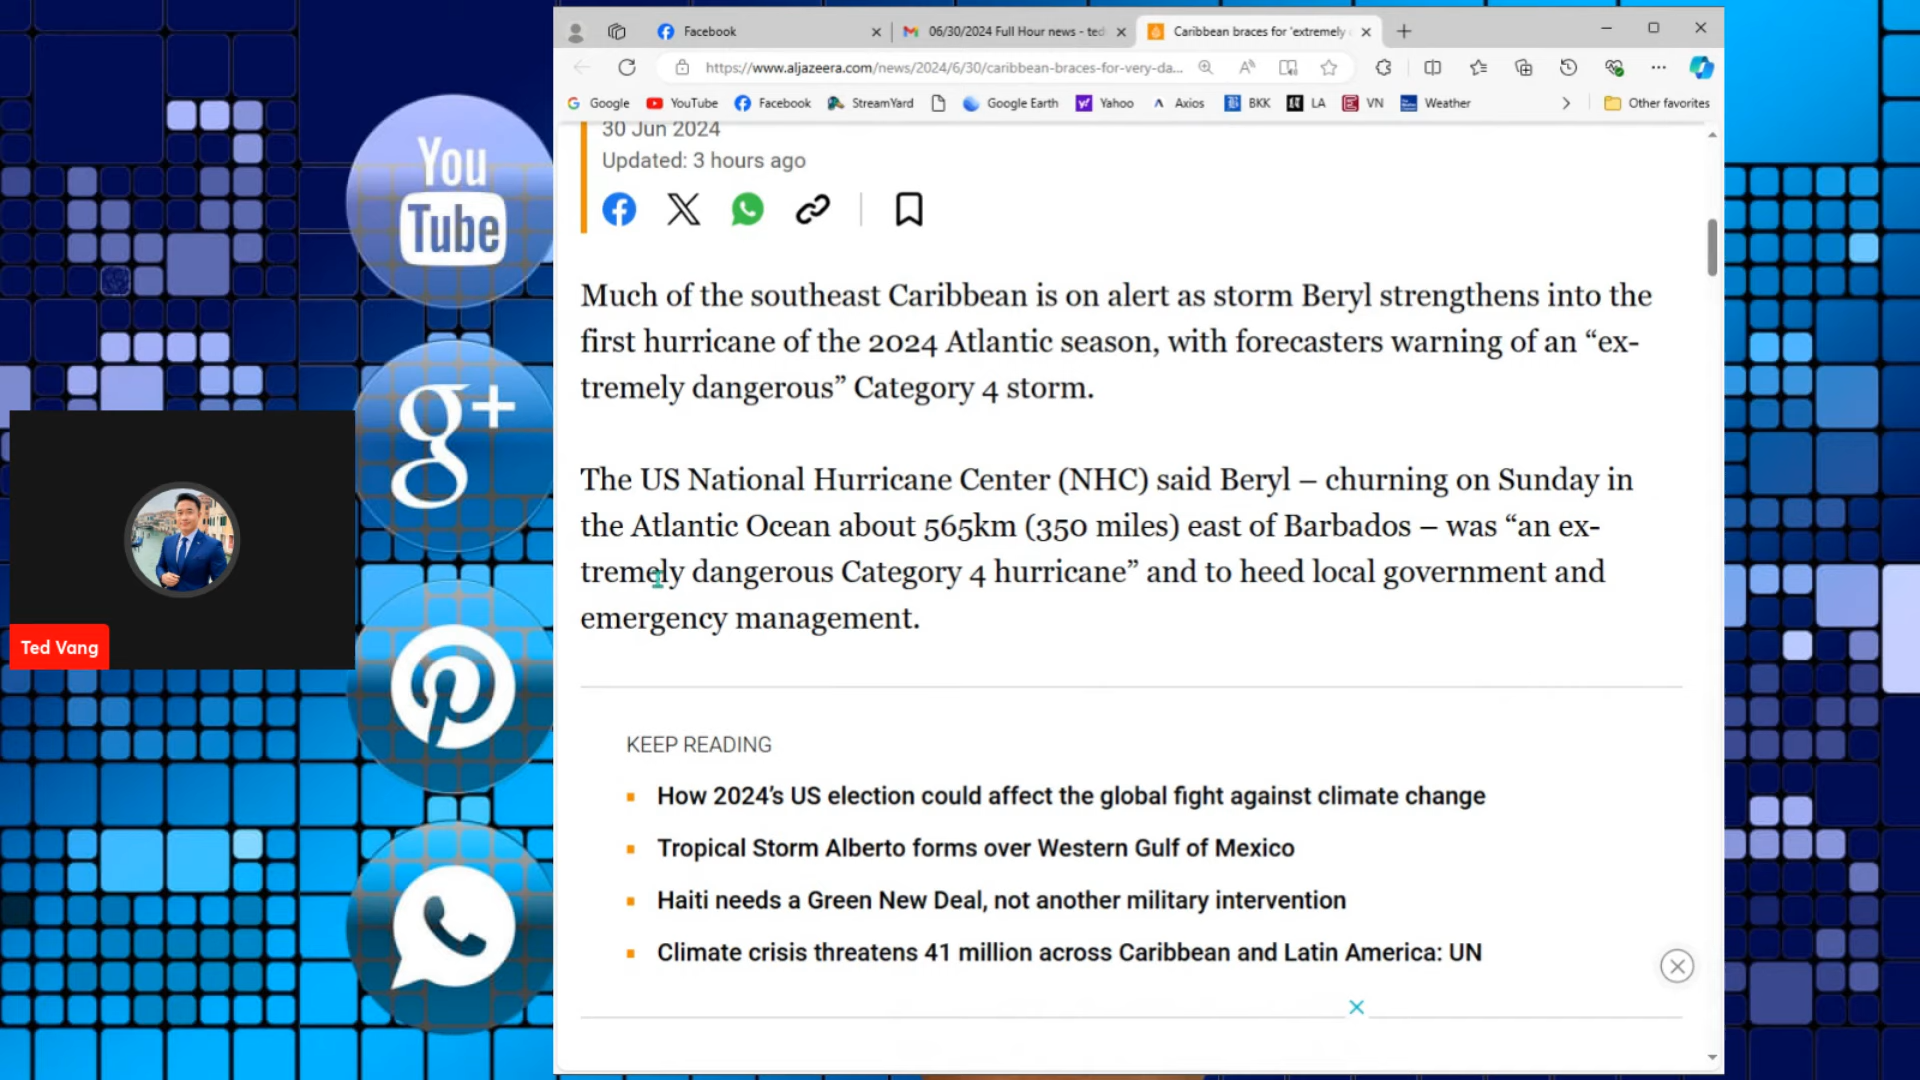 Facebook
06/30/2024 Full Hour news - ted
Caribbean braces for 'extremely
https://www.aljazeera.com/news/2024/6/30/caribbean-braces-for-very-da...
Google
YouTube
Facebook
StreamYard
Google Earth
Yahoo
Axios
BKK
LA
VN
Weather
Other favorites
30 Jun 2024
Updated: 3 hours ago
Much of the southeast Caribbean is on alert as storm Beryl strengthens into the
first hurricane of the 2024 Atlantic season, with forecasters warning of an “ex-
tremely dangerous” Category 4 storm.
The US National Hurricane Center (NHC) said Beryl – churning on Sunday in
the Atlantic Ocean about 565km (350 miles) east of Barbados – was “an ex-
tremely dangerous Category 4 hurricane” and to heed local government and
emergency management.
KEEP READING
How 2024’s US election could affect the global fight against climate change
Tropical Storm Alberto forms over Western Gulf of Mexico
Haiti needs a Green New Deal, not another military intervention
Climate crisis threatens 41 million across Caribbean and Latin America: UN
You
Tube
g+
Ted Vang